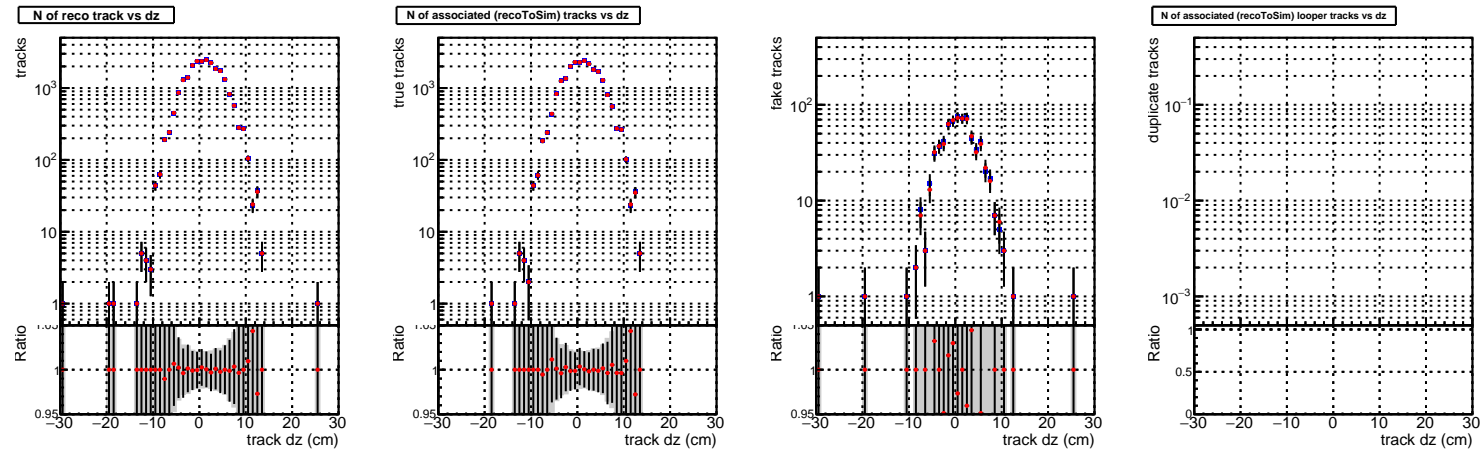 N of reco track vs dz
tracks
10³
10²
10
1
Ratio
1.05
1
0.95
−30 −20 −10 0 10 20 30
track dz (cm)
N of associated (recoToSim) tracks vs dz
true tracks
10³
10²
10
1
Ratio
1.05
1
0.95
−30 −20 −10 0 10 20 30
track dz (cm)
fake tracks
10²
10
1
Ratio
1.05
1
0.95
−30 −20 −10 0 10 20 30
track dz (cm)
N of associated (recoToSim) looper tracks vs dz
duplicate tracks
10⁻¹
10⁻²
10⁻³
Ratio
1
0.5
0
−30 −20 −10 0 10 20 30
track dz (cm)